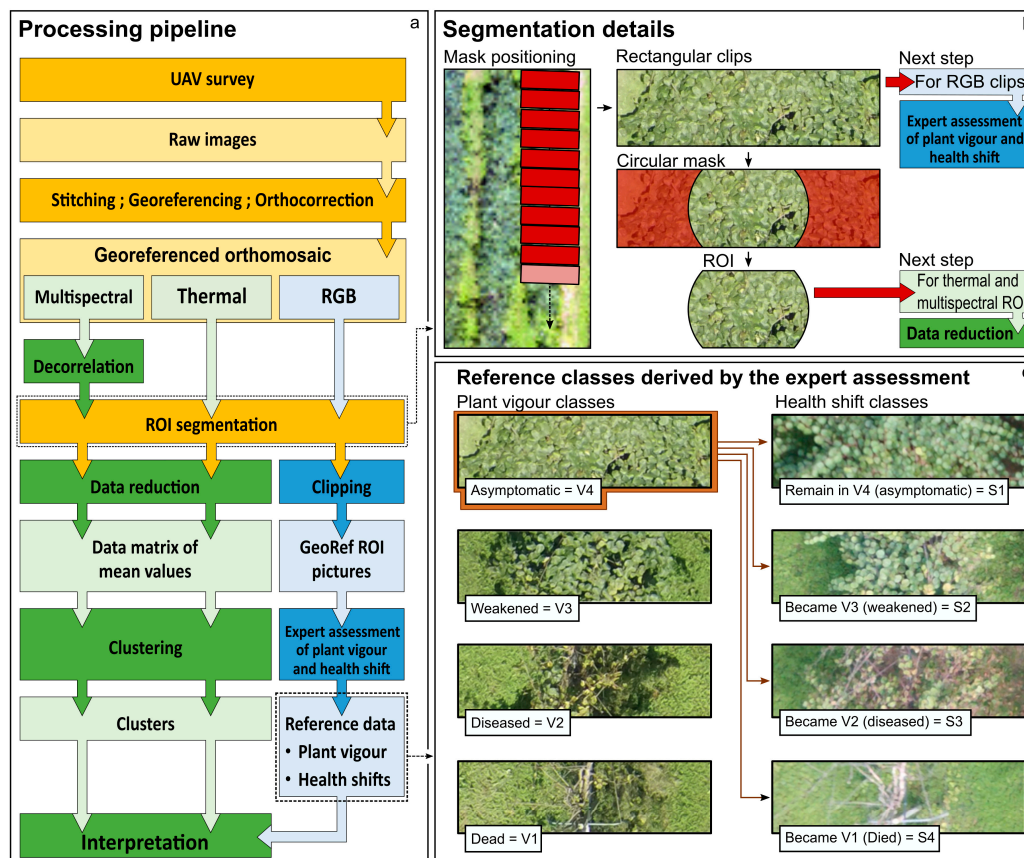 Processing pipeline
a
UAV survey
Raw images
Stitching ; Georeferencing ; Orthocorrection
Georeferenced orthomosaic
Multispectral
Thermal
RGB
Decorrelation
ROI segmentation
Data reduction
Clipping
Data matrix of
mean values
GeoRef ROI
pictures
Clustering
Expert assessment
of plant vigour
and health shift
Clusters
Reference data
• Plant vigour
• Health shifts
Interpretation
Segmentation details
Mask positioning
Rectangular clips
Next step
For RGB clips
Expert assessment
of plant vigour and
health shift
Circular mask
ROI
Next step
For thermal and
multispectral RO
Data reduction
Reference classes derived by the expert assessment
Plant vigour classes
Health shift classes
Asymptomatic = V4
Remain in V4 (asymptomatic) = S1
Weakened = V3
Became V3 (weakened) = S2
Diseased = V2
Became V2 (diseased) = S3
Dead = V1
Became V1 (Died) = S4